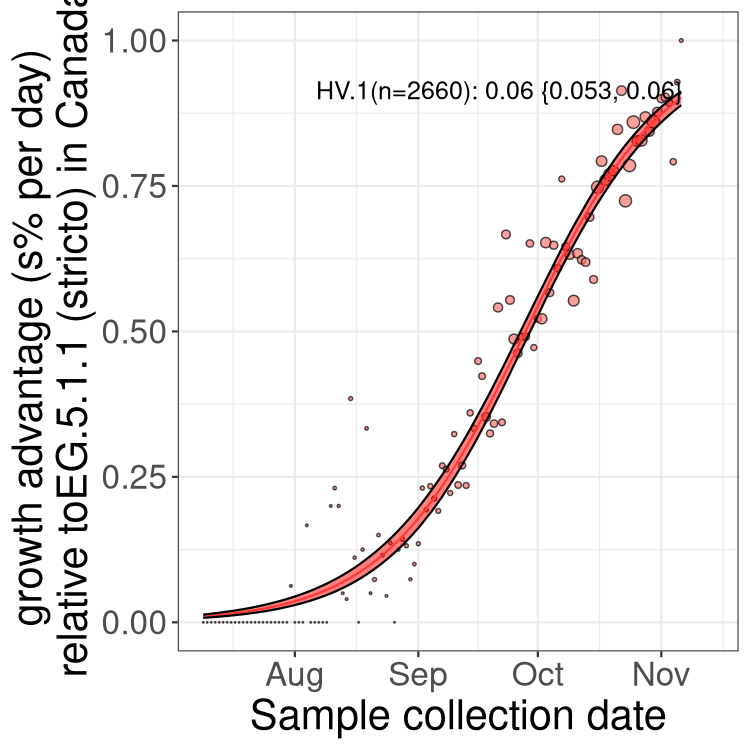 growth advantage (s% per day)
relative toEG.5.1.1 (stricto) in Canada
1.00
0.75
0.50
0.25
0.00
HV.1(n=2660): 0.06 {0.053, 0.06}
Aug Sep Oct Nov
Sample collection date